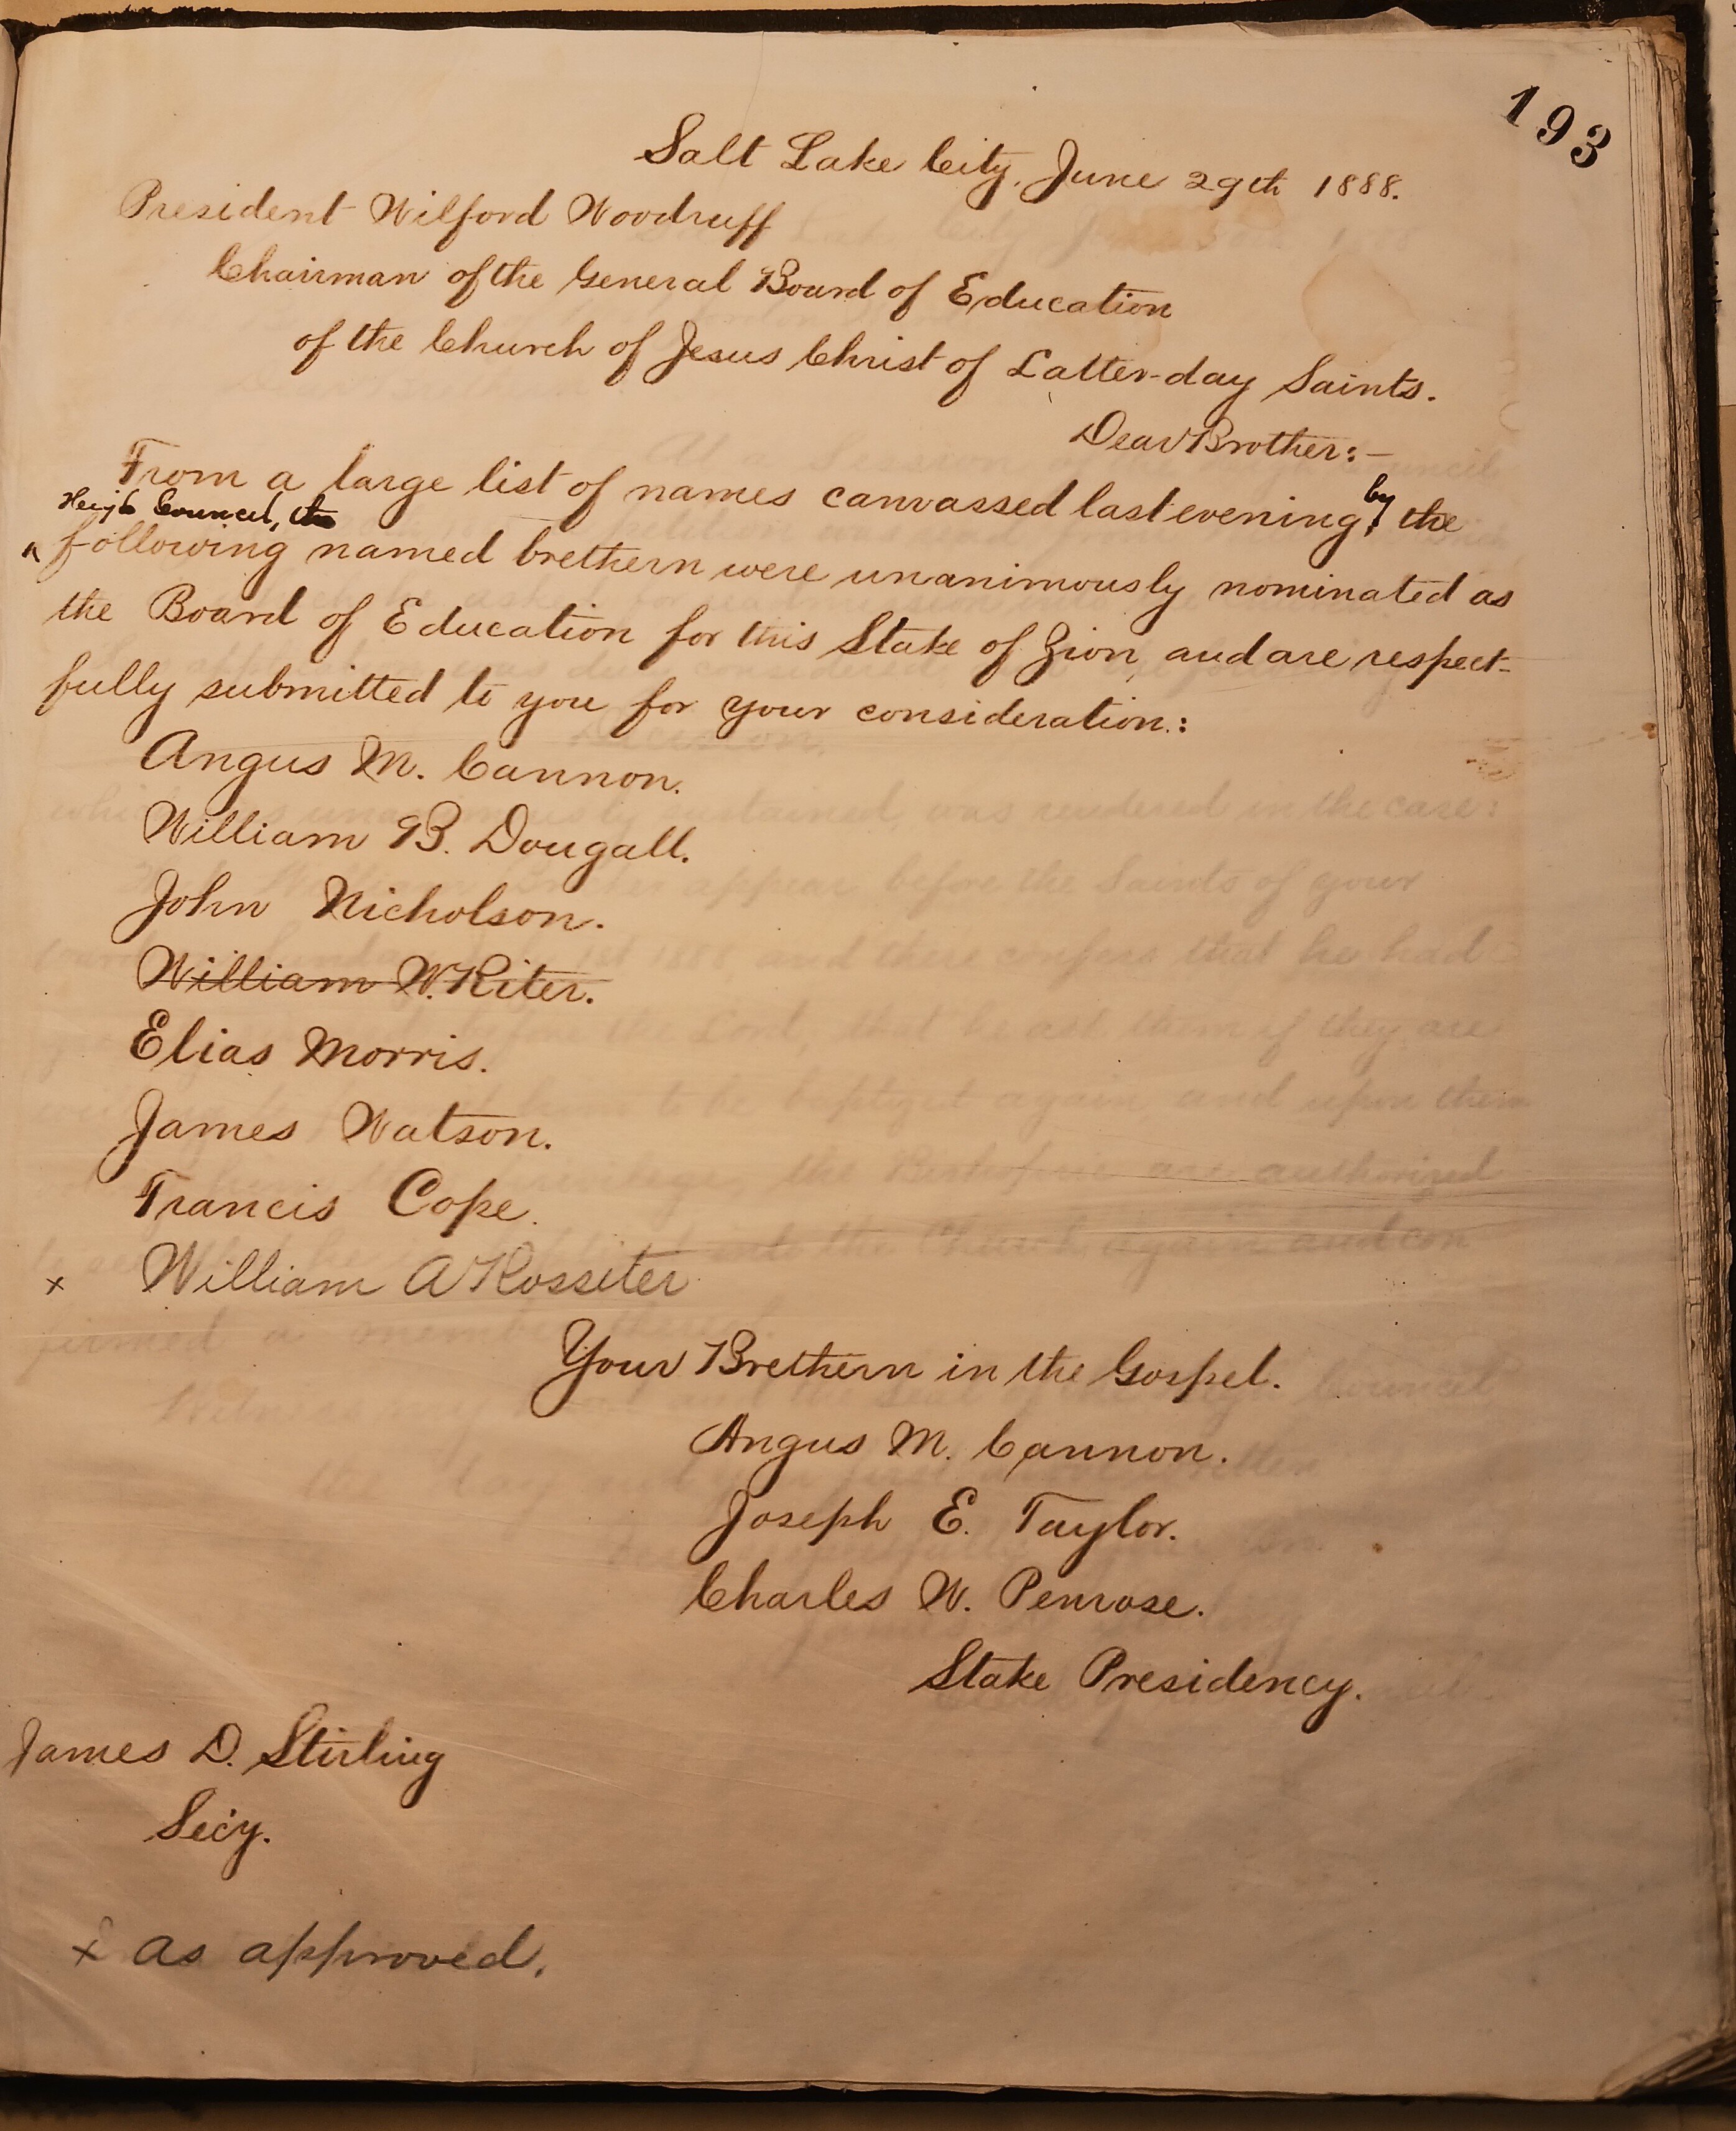 193
Salt Lake City, June 29th 1888.
President Wilford Woodruff
Chairman of the General Board of Education
of the Church of Jesus Christ of Latter-day Saints.
Dear Brother:—
From a large list of names canvassed last evening, by the
High Council, the
^ following named brethern were unanimously nominated as
the Board of Education for this Stake of Zion, and are respect-
fully submitted to you for your consideration.:
Angus M. Cannon.
William B. Dougall.
John Nicholson.
William W. Riter.
Elias Morris.
James Watson.
Francis Cope.
x William A Rossiter
Your Brethern in the Gospel.
Angus M. Cannon.
Joseph E. Taylor.
Charles W. Penrose.
Stake Presidency.
James D. Stirling
Secy.
x as approved.